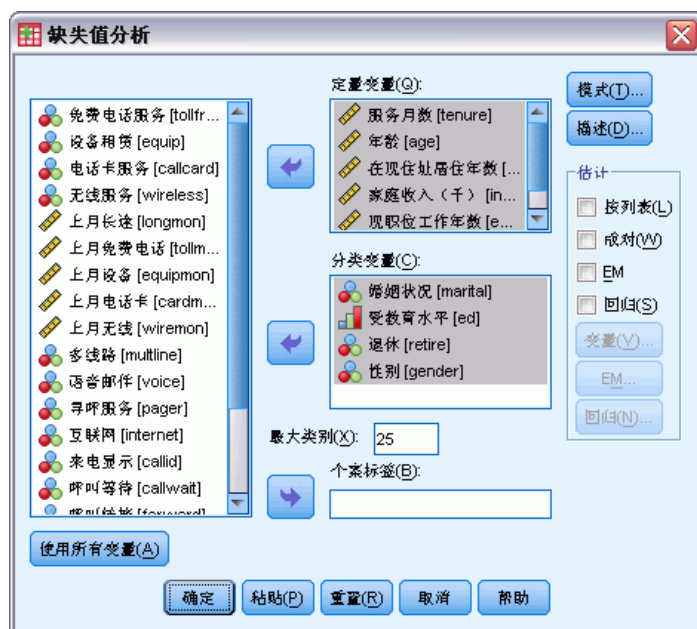 缺失值分析
免费电话服务 [tollfr...
设备租赁 [equip]
电话卡服务 [callcard]
无线服务 [wireless]
上月长途 [longmon]
上月免费电话 [tollm...
上月设备 [equipmon]
上月电话卡 [cardm...
上月无线 [wiremon]
多线路 [multline]
语音邮件 [voice]
寻呼服务 [pager]
互联网 [internet]
来电显示 [callid]
呼叫等待 [callwait]
呼叫转移 [forward]
使用所有变量(A)
定量变量(Q):
服务月数 [tenure]
年龄 [age]
在现住址居住年数 [...
家庭收入（千） [in...
现职位工作年数 [e...
分类变量(C):
婚姻状况 [marital]
受教育水平 [ed]
退休 [retire]
性别 [gender]
最大类别(X): 25
个案标签(B):
模式(T)...
描述(D)...
估计
按列表(L)
成对(W)
EM
回归(S)
变量(V)...
EM...
回归(N)...
确定 粘贴(P) 重置(R) 取消 帮助